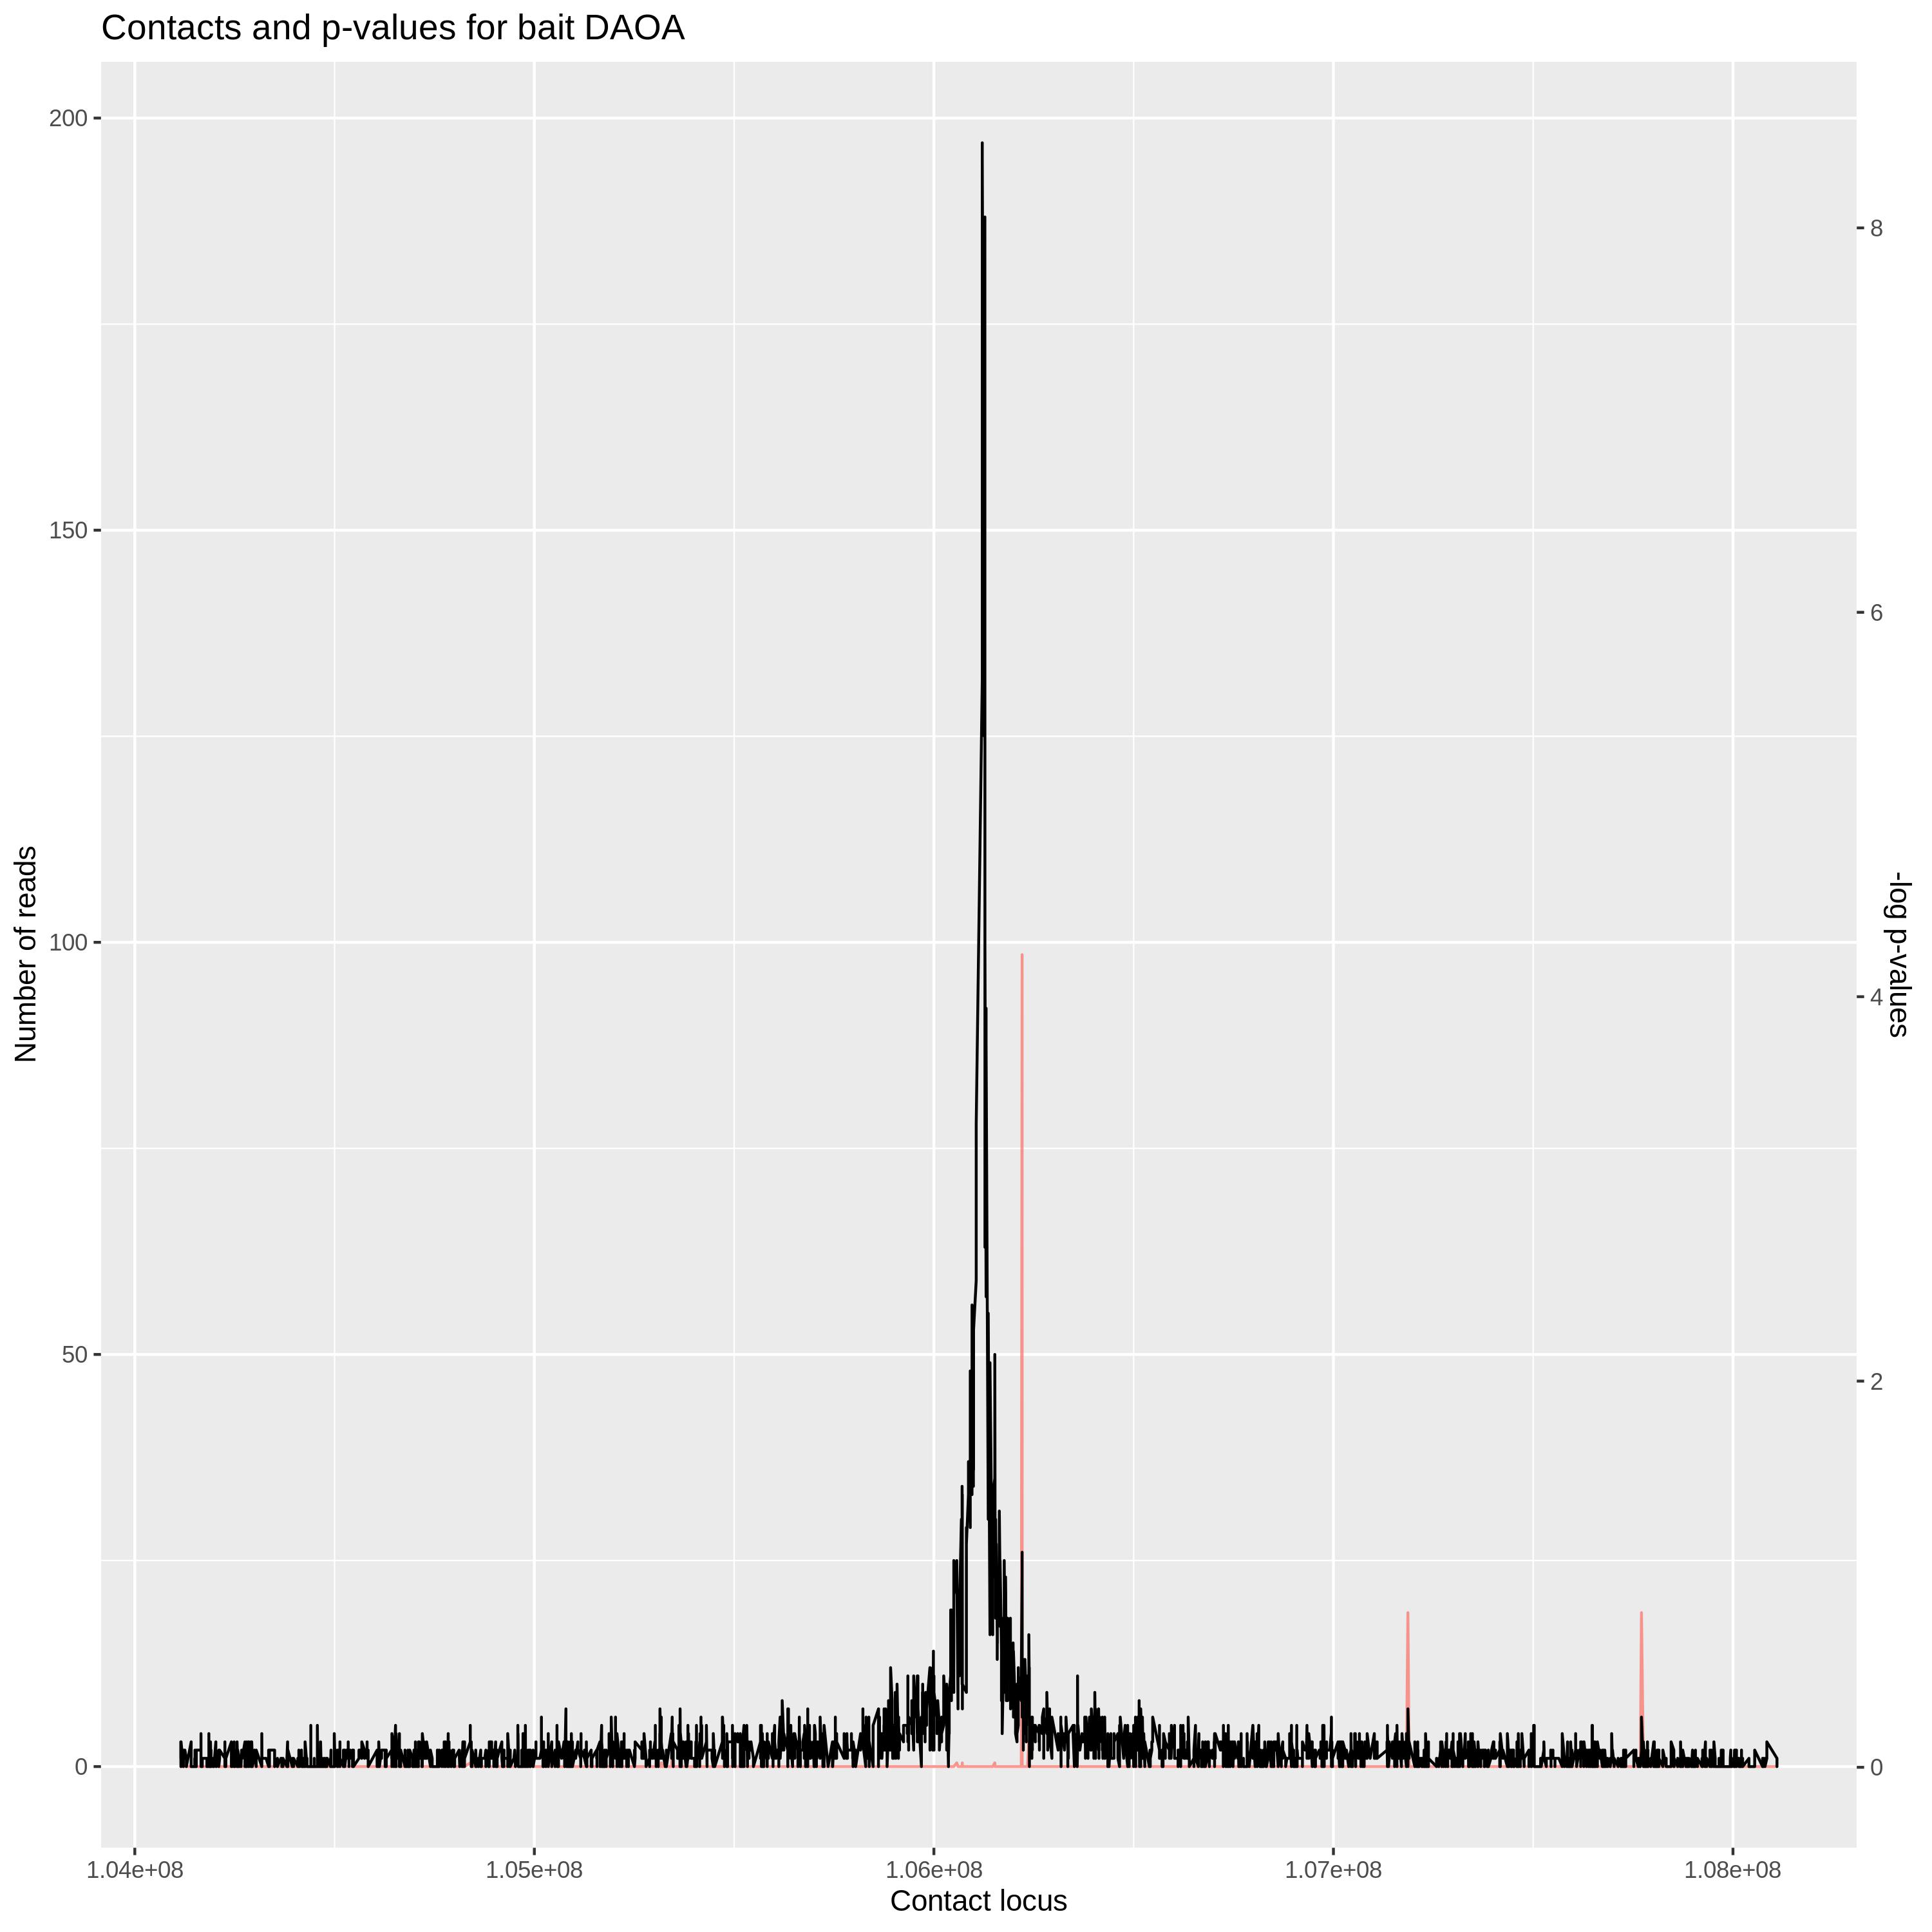 Contacts and p-values for bait DAOA
200
150
100
50
0
Number of reads
8
6
4
2
0
-log p-values
1.04e+08 1.05e+08 1.06e+08 1.07e+08 1.08e+08
Contact locus